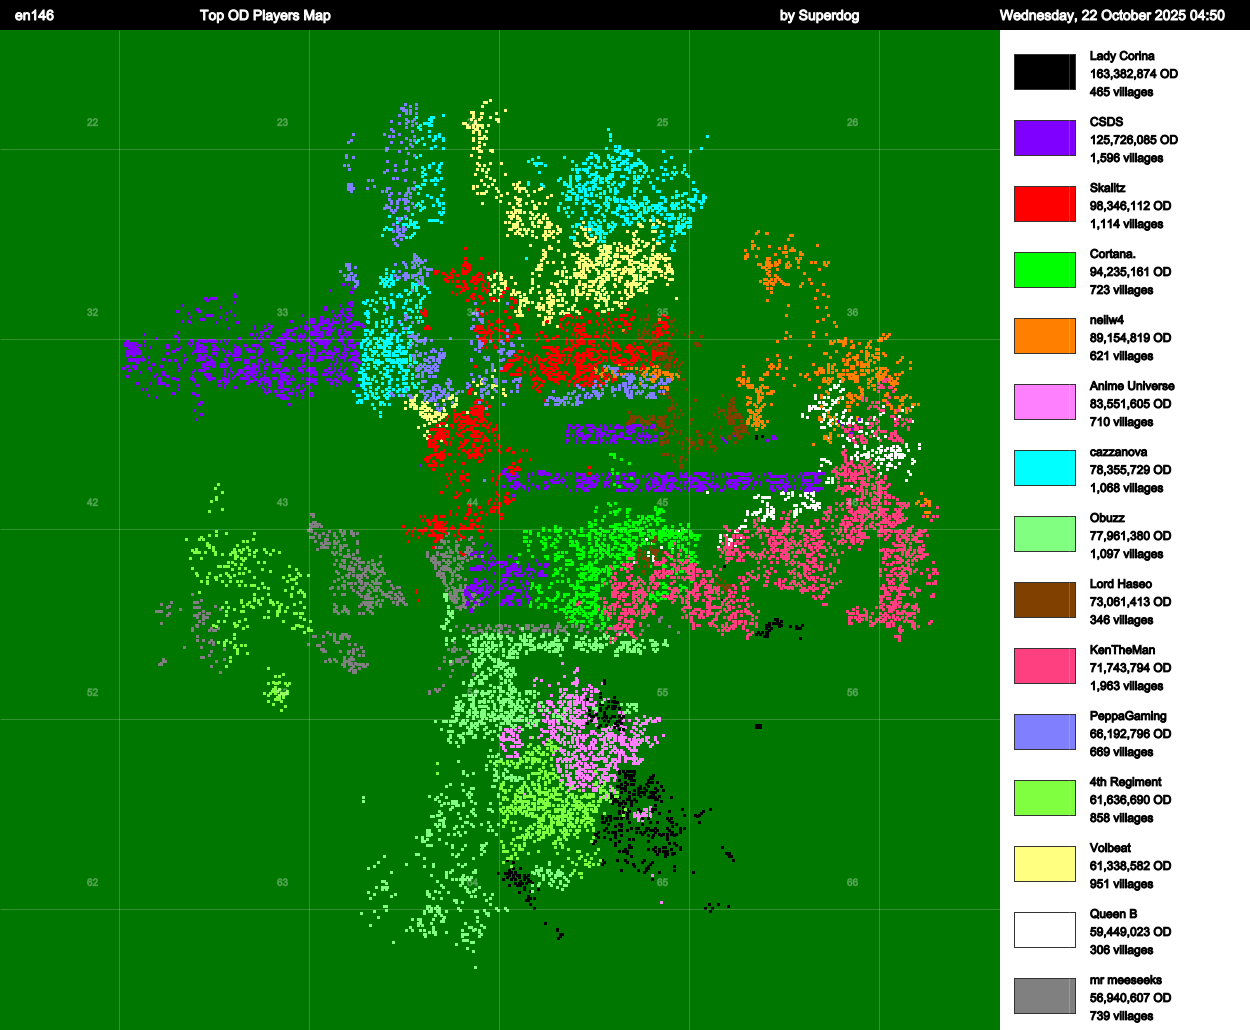 en146 Top OD Players Map by Superdog Wednesday, 22 October 2025 04:50
Lady Corina
163,382,874 OD
465 villages
CSDS
125,726,085 OD
1,596 villages
Skalitz
98,346,112 OD
1,114 villages
Cortana.
94,235,161 OD
723 villages
neilw4
89,154,819 OD
621 villages
Anime Universe
83,551,605 OD
710 villages
cazzanova
78,355,729 OD
1,068 villages
Obuzz
77,961,380 OD
1,097 villages
Lord Haseo
73,061,413 OD
346 villages
KenTheMan
71,743,794 OD
1,963 villages
PeppaGaming
66,192,796 OD
669 villages
4th Regiment
61,636,690 OD
858 villages
Volbeat
61,338,582 OD
951 villages
Queen B
59,449,023 OD
306 villages
mr meeseeks
56,940,607 OD
739 villages
22 23 25 26
32 33 35 36
42 43 44 45
52 55 56
62 63 65 66